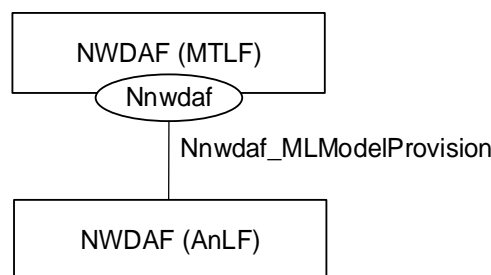 NWDAF (MTLF)
Nnwdaf
Nnwdaf_MLModelProvision
NWDAF (AnLF)